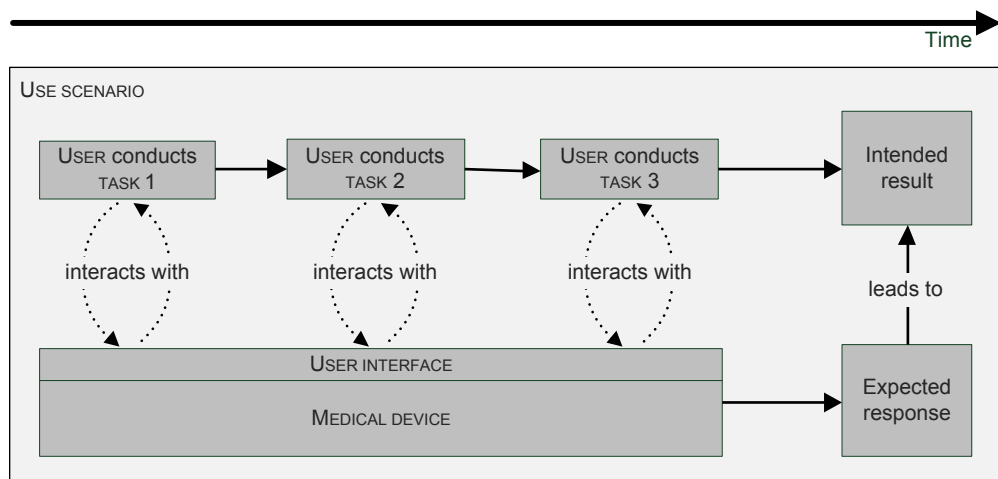 Time
USE SCENARIO
USER conducts
TASK 1
USER conducts
TASK 2
USER conducts
TASK 3
Intended
result
interacts with
interacts with
interacts with
leads to
USER INTERFACE
MEDICAL DEVICE
Expected
response